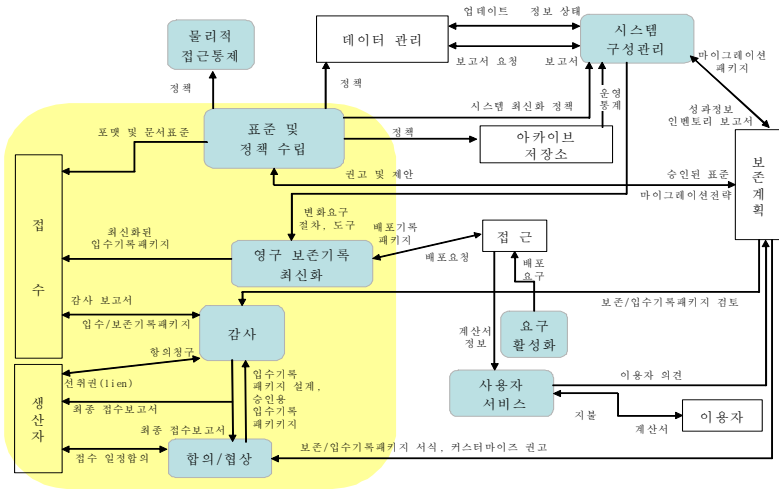 업데이트 정보 상태
물리적
접근통제
데이터 관리
시스템
구성관리
보고서 요청 보고서
마이그레이션
패키지
정책
정책
운영
통계
시스템 최신화 정책
성과정보
인벤토리 보고서
포맷 및 문서표준
표준 및
정책 수립
정책
아카이브
저장소
보존계획
접수
권고 및 제안
승인된 표준
마이그레이션전략
변화요구
절차, 도구
최신화된
입수기록패키지
영구 보존기록
최신화
배포기록
패키지
접 근
배포요청
배포
요구
감사 보고서
입수/보존기록패키지
감사
보존/입수기록패키지 검토
계산서
정보
요구
활성화
항의청구
생산자
선취권(lien)
입수기록
패키지 설계,
승인용
입수기록
패키키지
사용자
서비스
이용자 의견
최종 접수보고서
지불
이용자
계산서
최종 접수보고서
접수 일정합의
합의/협상
보존/입수기록패키지 서식, 커스터마이즈 권고